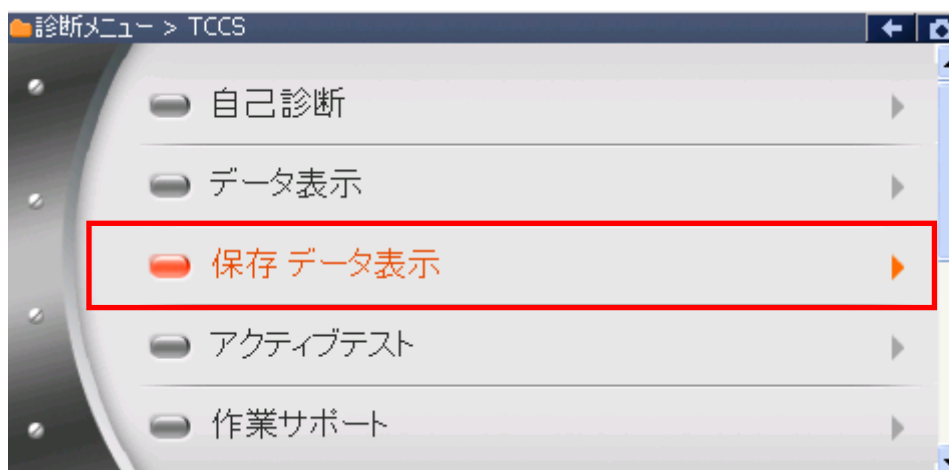 診断メニュー > TCCS
自己診断
データ表示
保存 データ表示
アクティブテスト
作業サポート